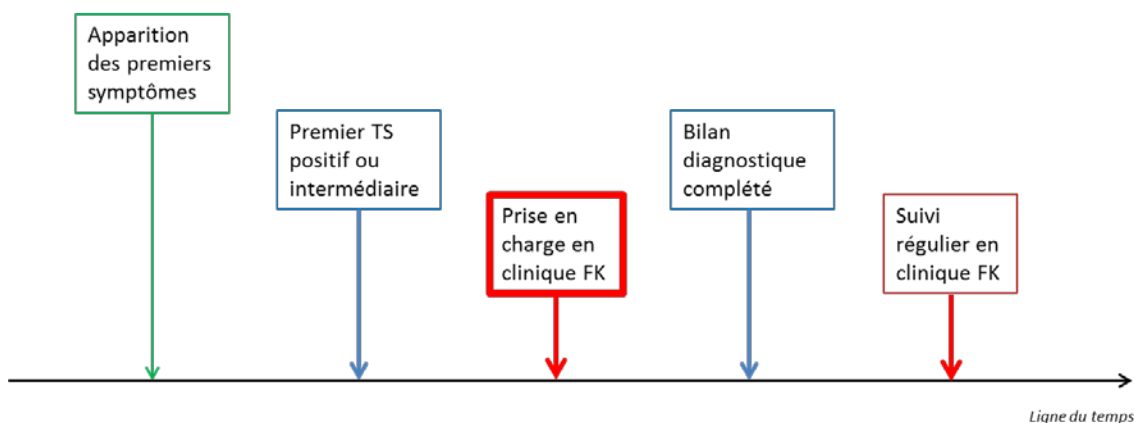 Apparition
des premiers
symptômes
Premier TS
positif ou
intermédiaire
Prise en
charge en
clinique FK
Bilan
diagnostique
complété
Suivi
régulier en
clinique FK
Ligne du temps